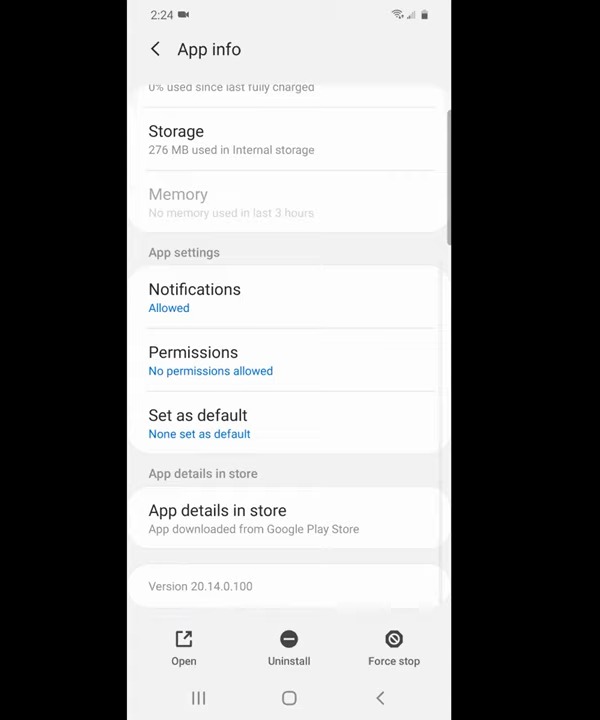 2:24
App info
0% used since last fully charged
Storage
276 MB used in Internal storage
Memory
No memory used in last 3 hours
App settings
Notifications
Allowed
Permissions
No permissions allowed
Set as default
None set as default
App details in store
App details in store
App downloaded from Google Play Store
Version 20.14.0.100
Open
Uninstall
Force stop